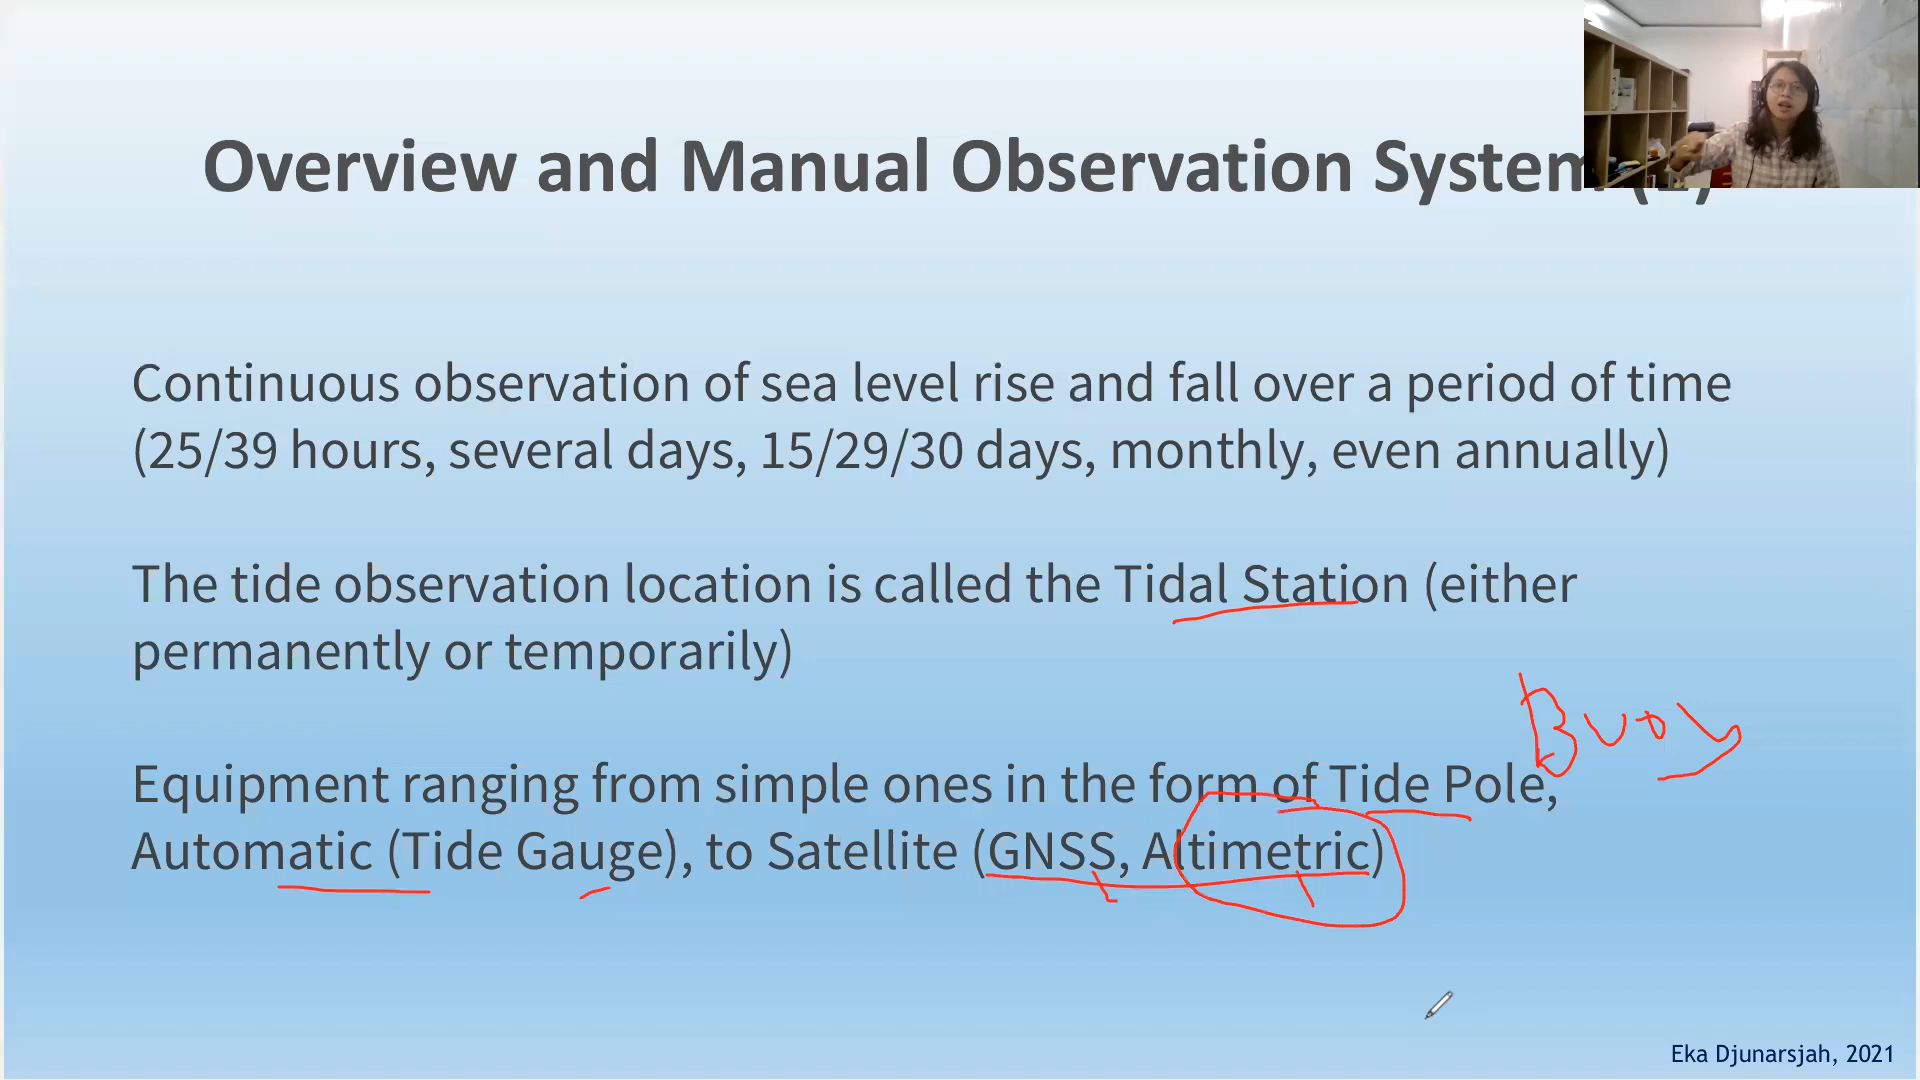 Overview and Manual Observation System
Continuous observation of sea level rise and fall over a period of time
(25/39 hours, several days, 15/29/30 days, monthly, even annually)
The tide observation location is called the Tidal Station (either
permanently or temporarily)
Buoy
Equipment ranging from simple ones in the form of Tide Pole,
Automatic (Tide Gauge), to Satellite (GNSS, Altimetric)
Eka Djunarsjah, 2021